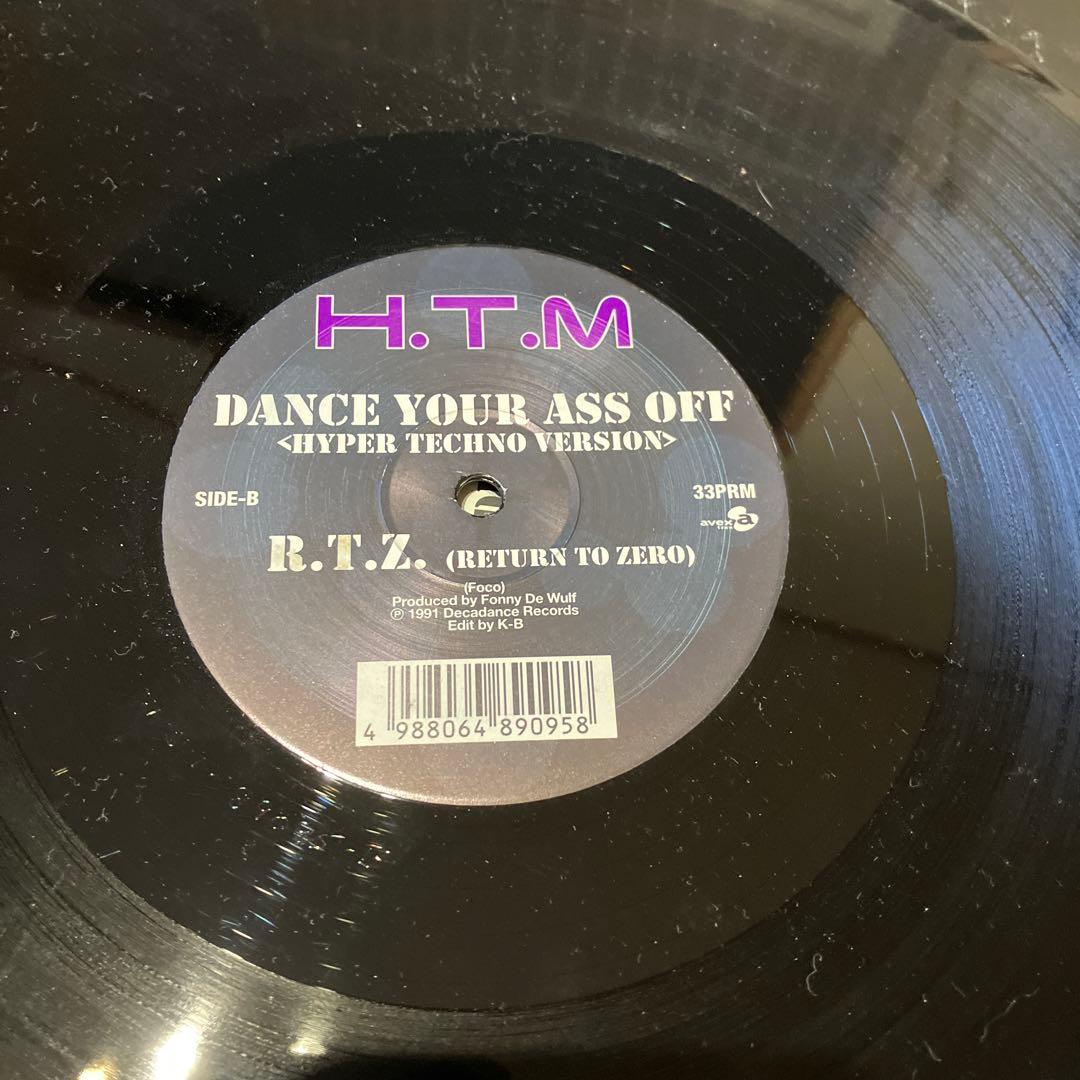 H.T.M
DANCE YOUR ASS OFF
<HYPER TECHNO VERSION>
SIDE-B
33PRM
avex trax
R.T.Z. (RETURN TO ZERO)
(Foco)
Produced by Fonny De Wulf
Ⓟ 1991 Decadance Records
Edit by K-B
4 988064 890958